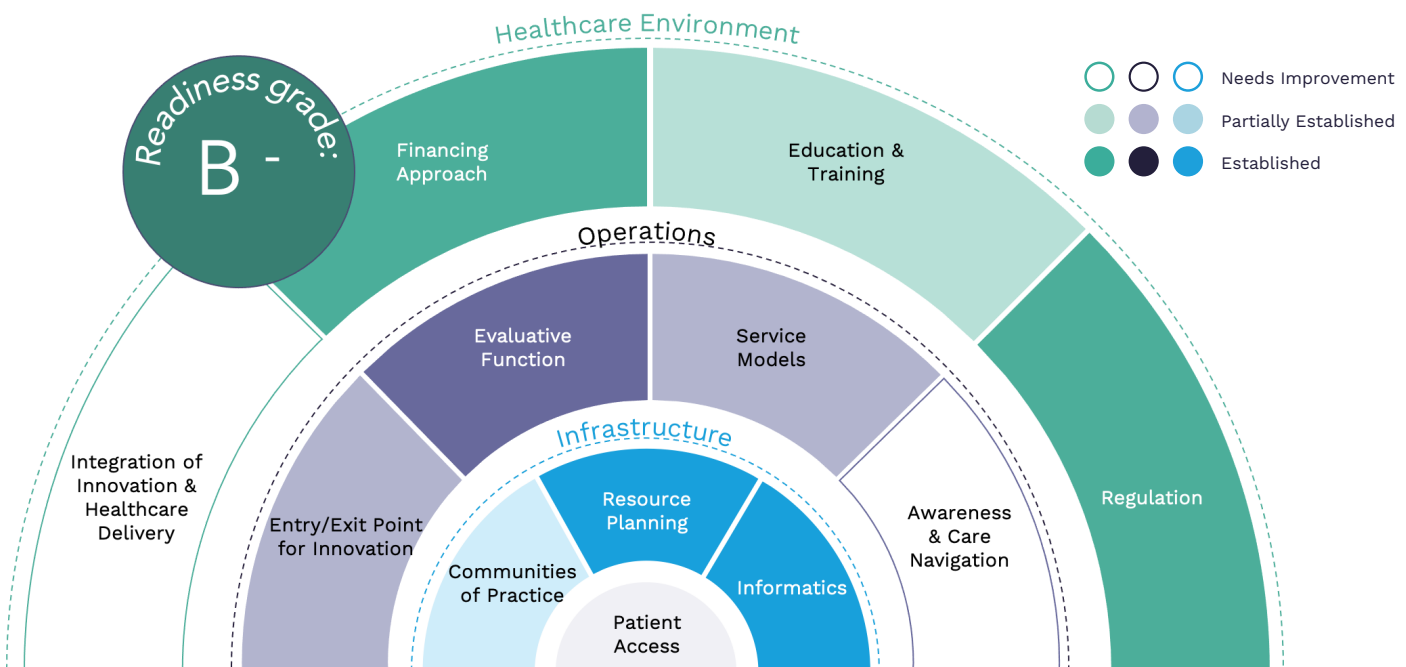 Healthcare Environment
Readiness grade:
B -
Needs Improvement
Partially Established
Established
Financing
Approach
Education &
Training
Operations
Evaluative
Function
Service
Models
Infrastructure
Integration of
Innovation &
Healthcare
Delivery
Entry/Exit Point
for Innovation
Communities
of Practice
Resource
Planning
Informatics
Awareness
& Care
Navigation
Regulation
Patient
Access